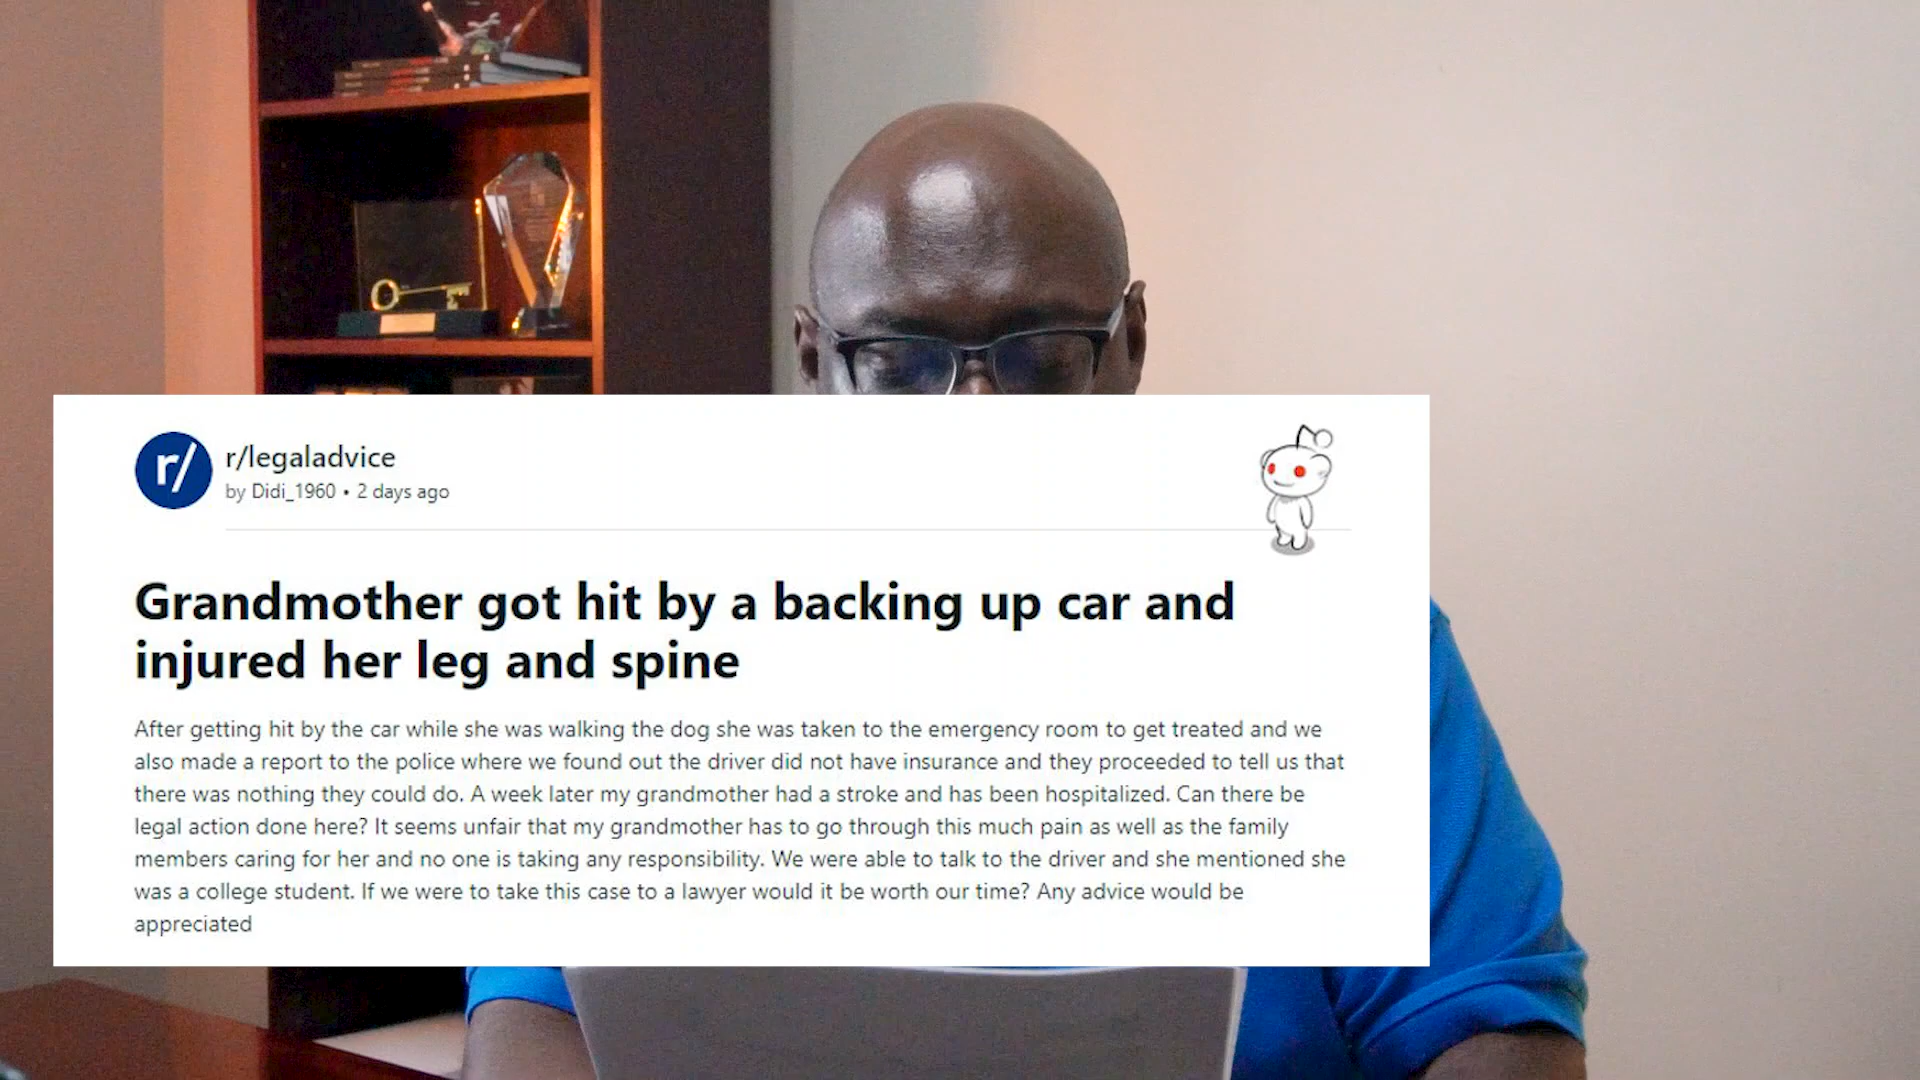 r/
r/legaladvice
by Didi_1960 • 2 days ago
Grandmother got hit by a backing up car and
injured her leg and spine
After getting hit by the car while she was walking the dog she was taken to the emergency room to get treated and we
also made a report to the police where we found out the driver did not have insurance and they proceeded to tell us that
there was nothing they could do. A week later my grandmother had a stroke and has been hospitalized. Can there be
legal action done here? It seems unfair that my grandmother has to go through this much pain as well as the family
members caring for her and no one is taking any responsibility. We were able to talk to the driver and she mentioned she
was a college student. If we were to take this case to a lawyer would it be worth our time? Any advice would be
appreciated